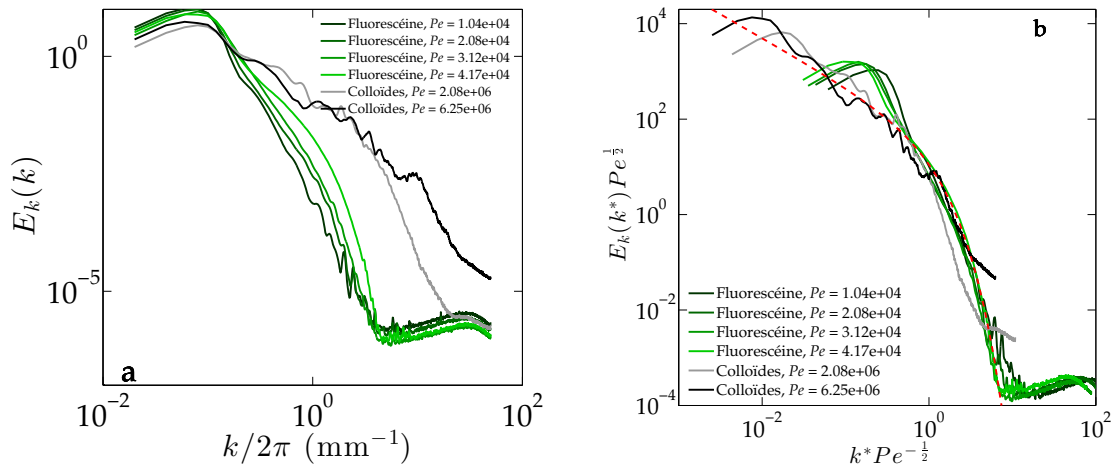 Fluorescéine, Pe = 1.04e+04
Fluorescéine, Pe = 2.08e+04
Fluorescéine, Pe = 3.12e+04
Fluorescéine, Pe = 4.17e+04
Colloïdes, Pe = 2.08e+06
Colloïdes, Pe = 6.25e+06
10^0
10^{-5}
E_k(k)
a
10^{-2}
10^0
10^2
k/2π (mm^{-1})
b
10^4
10^2
10^0
10^{-2}
10^{-4}
E_k(k*)Pe^{1/2}
Fluorescéine, Pe = 1.04e+04
Fluorescéine, Pe = 2.08e+04
Fluorescéine, Pe = 3.12e+04
Fluorescéine, Pe = 4.17e+04
Colloïdes, Pe = 2.08e+06
Colloïdes, Pe = 6.25e+06
10^{-2}
10^0
10^2
k*Pe^{-1/2}